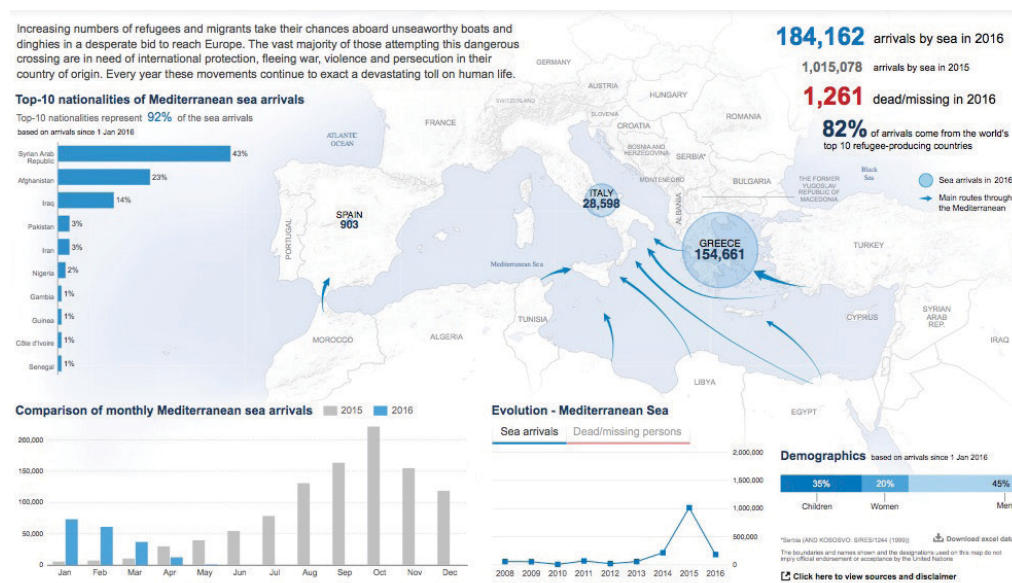 Increasing numbers of refugees and migrants take their chances aboard unseaworthy boats and
dinghies in a desperate bid to reach Europe. The vast majority of those attempting this dangerous
crossing are in need of international protection, fleeing war, violence and persecution in their
country of origin. Every year these movements continue to exact a devastating toll on human life.
184,162 arrivals by sea in 2016
1,015,078 arrivals by sea in 2015
1,261 dead/missing in 2016
82% of arrivals come from the world's
top 10 refugee-producing countries
Sea arrivals in 2016
Main routes through
the Mediterranean
Top-10 nationalities of Mediterranean sea arrivals
Top-10 nationalities represent 92% of the sea arrivals
based on arrivals since 1 Jan 2016
Syrian Arab
Republic
43%
Afghanistan 23%
Iraq 14%
Pakistan 3%
Iran 3%
Nigeria 2%
Gambia 1%
Guinea 1%
Côte d'Ivoire 1%
Senegal 1%
GERMANY
AUSTRIA
HUNGARY
SWITZERLAND
SLOVENIA
FRANCE
CROATIA
ROMANIA
ATLANTIC
OCEAN
BOSNIA AND
HERZEGOVINA
SERBIA*
Black
Sea
MONTENEGRO
BULGARIA
THE FORMER
YUGOSLAV
REPUBLIC OF
MACEDONIA
ITALY
28,598
ALBANIA
PORTUGAL
SPAIN
903
GREECE
154,661
TURKEY
Mediterranean Sea
SYRIAN
ARAB
REP.
CYPRUS
TUNISIA
MOROCCO
ALGERIA
IRAQ
LIBYA
EGYPT
Comparison of monthly Mediterranean sea arrivals 2015 2016
200,000
150,000
100,000
50,000
0
Jan Feb Mar Apr May Jun Jul Aug Sep Oct Nov Dec
Evolution - Mediterranean Sea
Sea arrivals Dead/missing persons
2,000,000
1,500,000
1,000,000
500,000
0
2008 2009 2010 2011 2012 2013 2014 2015 2016
Demographics based on arrivals since 1 Jan 2016
35% 20% 45%
Children Women Men
*Serbia (AND KOSOSVO: S/RES/1244 (1999))
Download excel data
The boundaries and names shown and the designations used on this map do not
imply official endorsement or acceptance by the United Nations
Click here to view sources and disclaimer